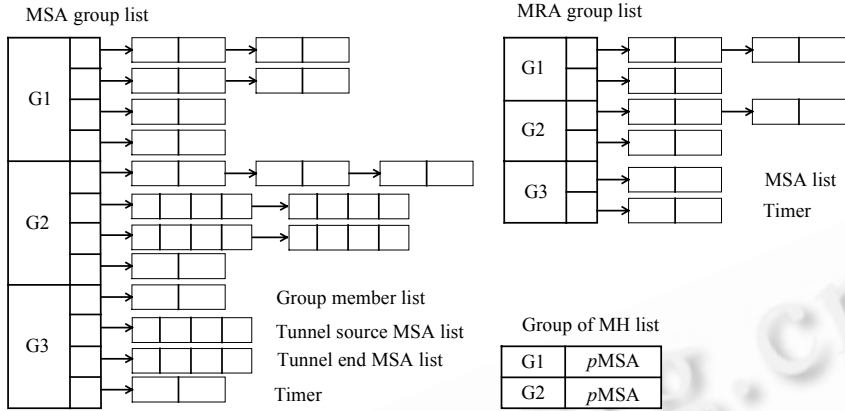 MSA group list
G1
G2
G3
Group member list
Tunnel source MSA list
Tunnel end MSA list
Timer
MRA group list
G1
G2
G3
MSA list
Timer
Group of MH list
G1 pMSA
G2 pMSA